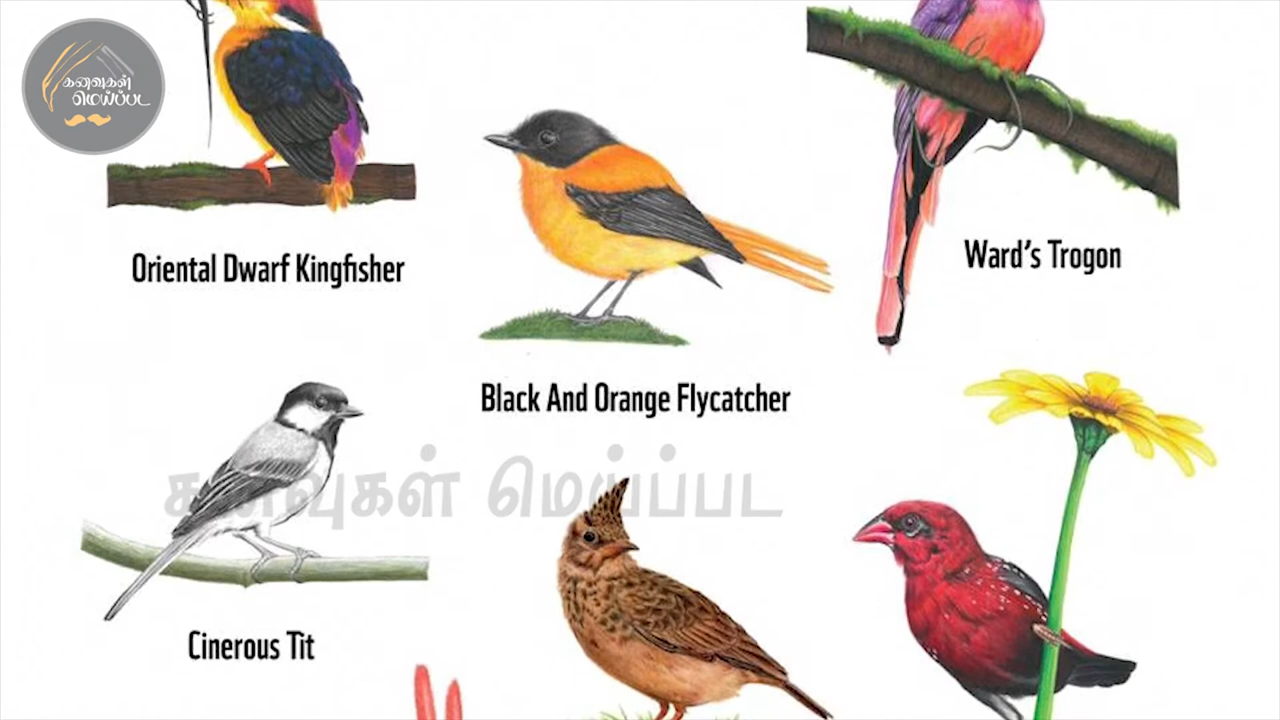 கனவுகள்
மெய்ப்பட
Oriental Dwarf Kingfisher
Ward's Trogon
Black And Orange Flycatcher
கனவுகள் மெய்ப்பட
Cinerous Tit